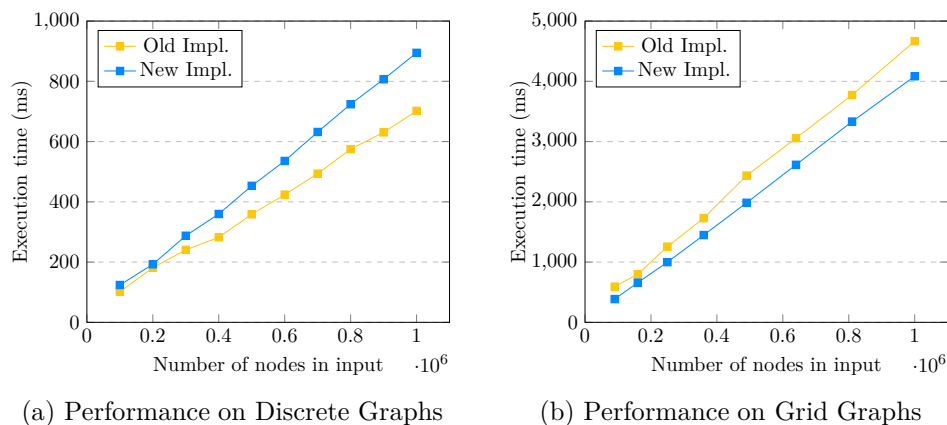 1,000
800
600
400
200
0
Execution time (ms)
Old Impl.
New Impl.
0 0.2 0.4 0.6 0.8 1
Number of nodes in input ·10^6
(a) Performance on Discrete Graphs
5,000
4,000
3,000
2,000
1,000
0
Execution time (ms)
Old Impl.
New Impl.
0 0.2 0.4 0.6 0.8 1
Number of nodes in input ·10^6
(b) Performance on Grid Graphs